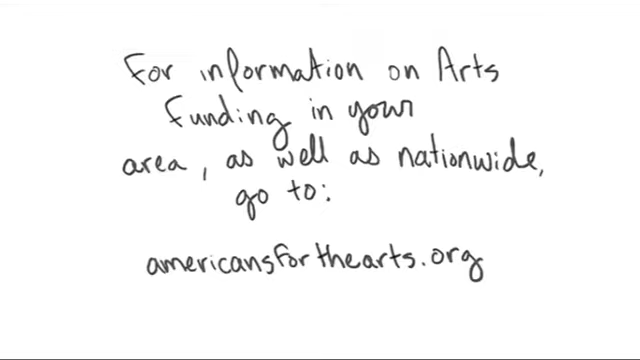 For information on Arts
Funding in your
area, as well as nationwide,
go to:
americansforthearts.org